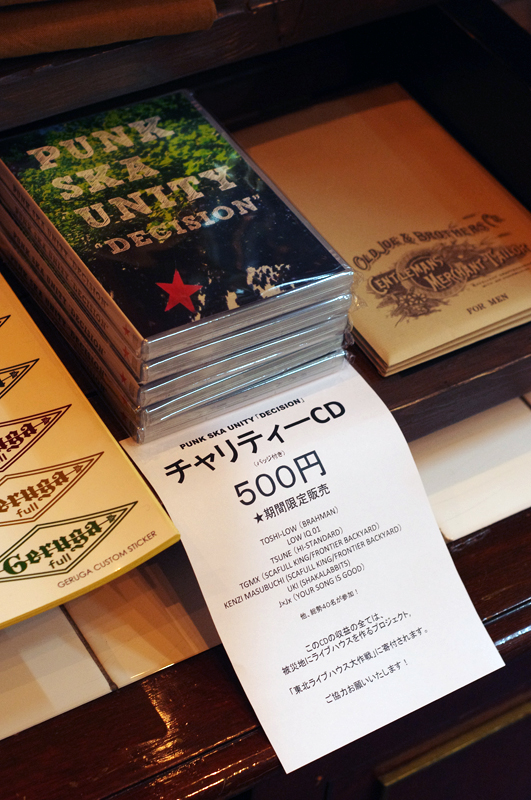 PUNK
SKA
UNITY
"DECISION"
OLD JOE & BROTHERS Co.
GENTLEMAN'S
FOR MEN
Geruga
full
Geruga
full
Geruga
full
GERUGA CUSTOM STICKER
PUNK SKA UNITY「DECISION」
チャリティーCD
(バッジ付き)
500円
★期間限定販売
TOSHI-LOW (BRAHMAN)
LOW IQ 01
TSUNE (HI-STANDARD)
TGMX (SCAFULL KING/FRONTIER BACKYARD)
KENZI MASUBUCHI (SCAFULL KING/FRONTIER BACKYARD)
UKI (SHAKALABBITS)
JxJx (YOUR SONG IS GOOD)
他、総勢40名が参加！
このCDの収益の全ては、
被災地にライブハウスを作るプロジェクト、
「東北ライブハウス大作戦」に寄付されます。
ご協力お願いいたします！